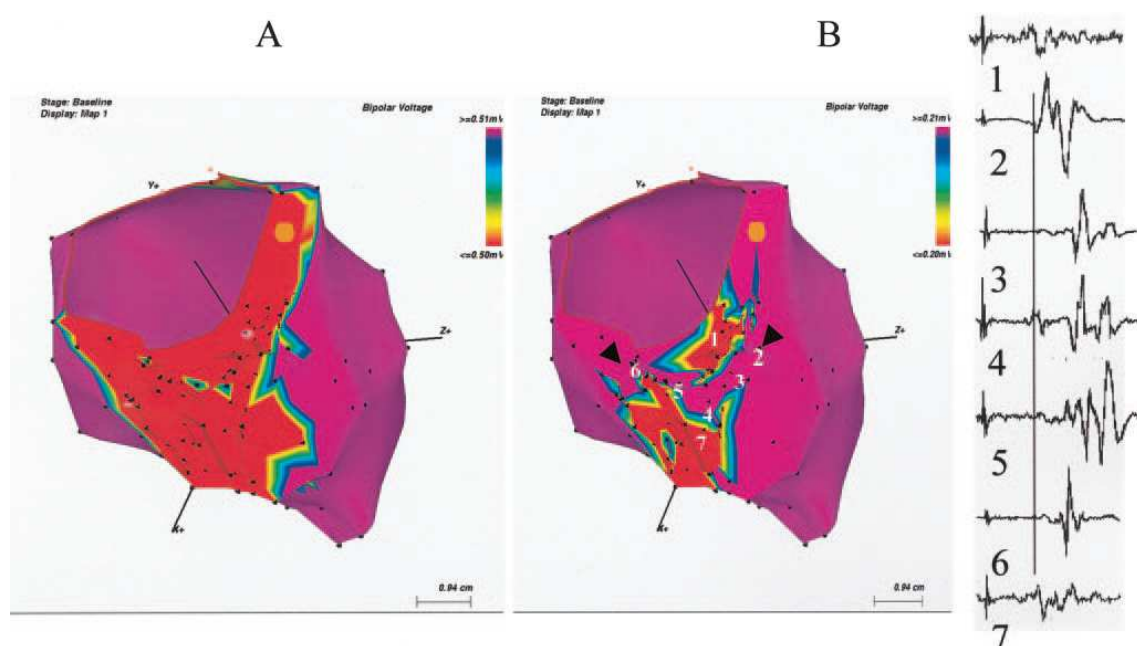 A
B
Stage: Baseline
Display: Map 1
Bipolar Voltage
>=0.51mV
<=0.50mV
Y+
Z+
X+
0.94 cm
Stage: Baseline
Display: Map 1
Bipolar Voltage
>=0.21mV
<=0.20mV
Y+
Z+
X+
1
2
3
4
5
6
7
0.94 cm
1
2
3
4
5
6
7